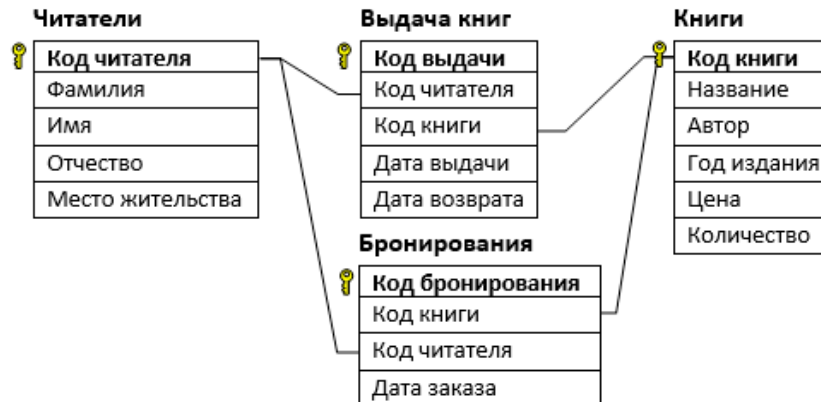 Читатели
Код читателя
Фамилия
Имя
Отчество
Место жительства
Выдача книг
Код выдачи
Код читателя
Код книги
Дата выдачи
Дата возврата
Бронирования
Код бронирования
Код книги
Код читателя
Дата заказа
Книги
Код книги
Название
Автор
Год издания
Цена
Количество